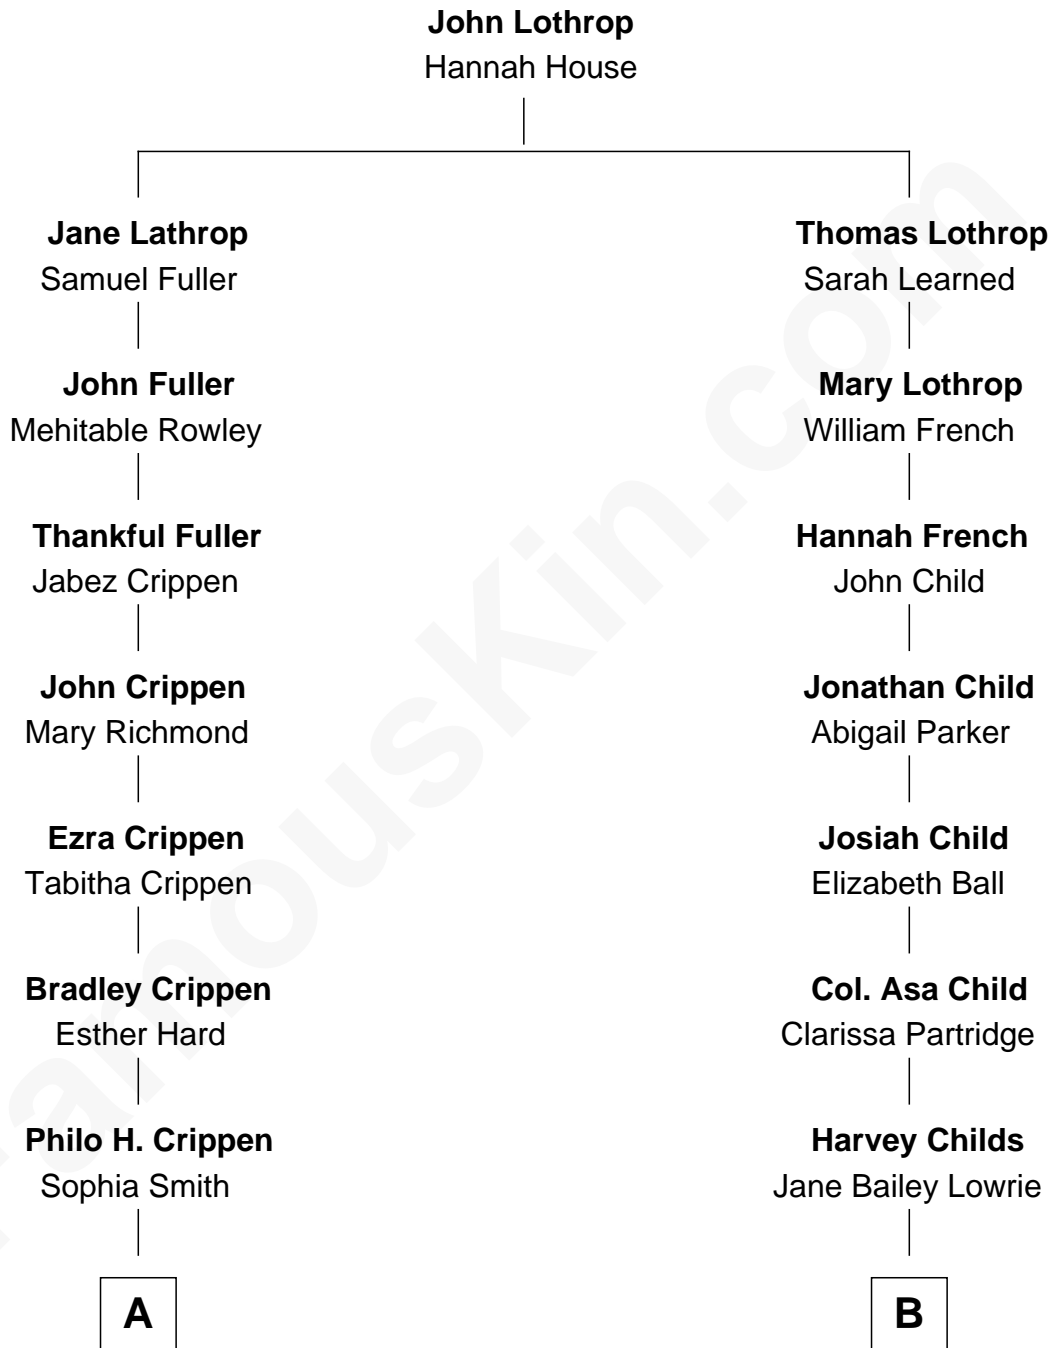 John Lothrop
Hannah House
Jane Lathrop
Samuel Fuller
Thomas Lothrop
Sarah Learned
John Fuller
Mehitable Rowley
Mary Lothrop
William French
Thankful Fuller
Jabez Crippen
Hannah French
John Child
John Crippen
Mary Richmond
Jonathan Child
Abigail Parker
Ezra Crippen
Tabitha Crippen
Josiah Child
Elizabeth Ball
Bradley Crippen
Esther Hard
Col. Asa Child
Clarissa Partridge
Philo H. Crippen
Sophia Smith
Harvey Childs
Jane Bailey Lowrie
A
B
FamousKin.com